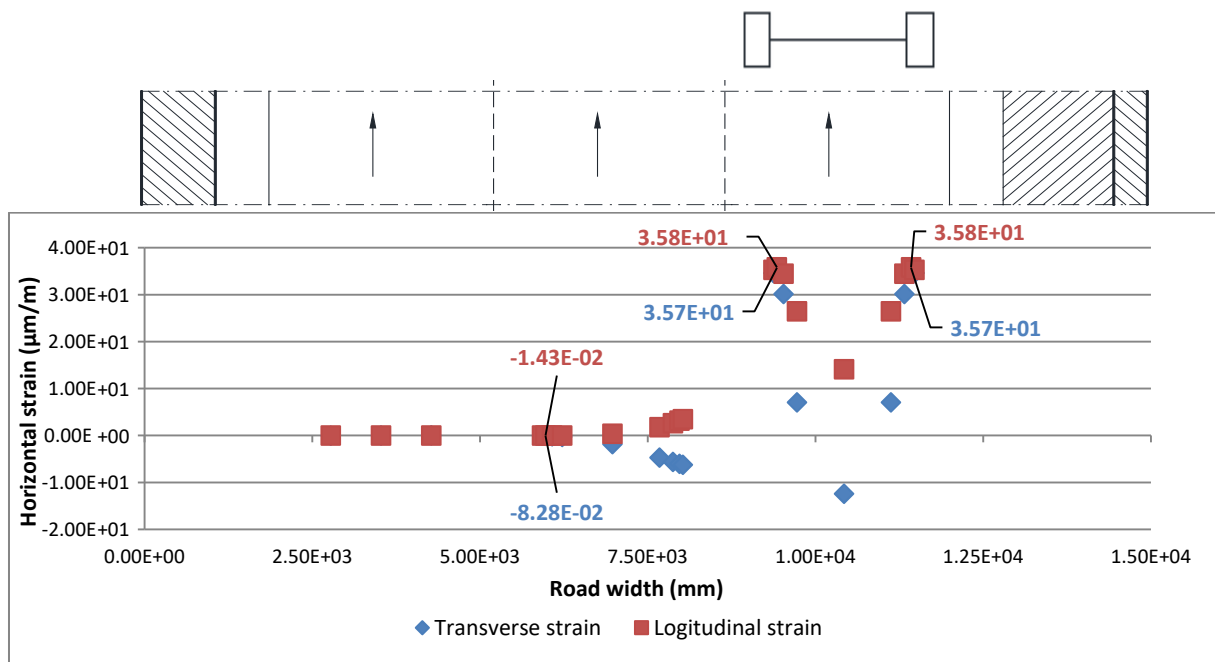 3.58E+01
3.58E+01
4.00E+01
3.00E+01
3.57E+01
3.57E+01
2.00E+01
-1.43E-02
1.00E+01
0.00E+00
-1.00E+01
-8.28E-02
-2.00E+01
Horizontal strain (µm/m)
0.00E+00 2.50E+03 5.00E+03 7.50E+03 1.00E+04 1.25E+04 1.50E+04
Road width (mm)
Transverse strain Logitudinal strain